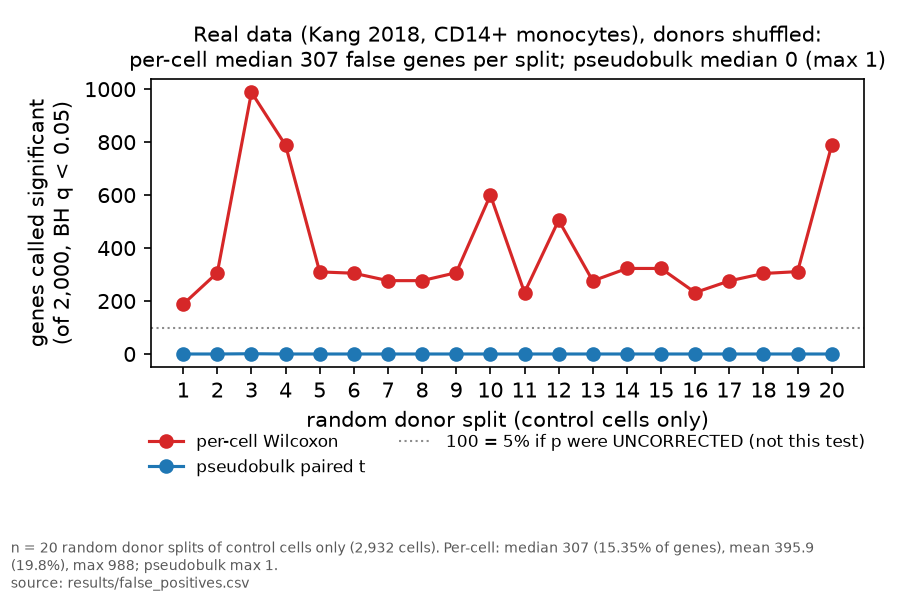 Real data (Kang 2018, CD14+ monocytes), donors shuffled:
per-cell median 307 false genes per split; pseudobulk median 0 (max 1)
genes called significant
(of 2,000, BH q < 0.05)
1000
800
600
400
200
0
1 2 3 4 5 6 7 8 9 10 11 12 13 14 15 16 17 18 19 20
random donor split (control cells only)
per-cell Wilcoxon
pseudobulk paired t
100 = 5% if p were UNCORRECTED (not this test)
n = 20 random donor splits of control cells only (2,932 cells). Per-cell: median 307 (15.35% of genes), mean 395.9
(19.8%), max 988; pseudobulk max 1.
source: results/false_positives.csv